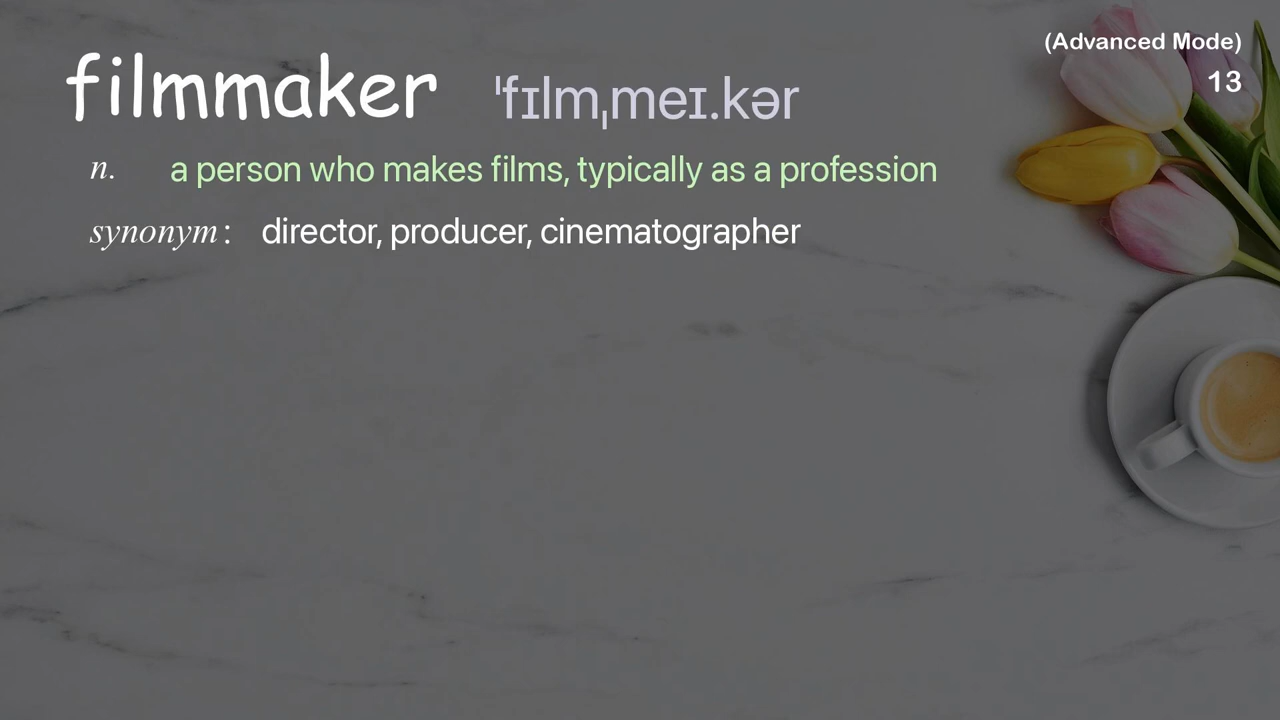 (Advanced Mode)
13
filmmaker ˈfɪlmˌmeɪ.kər
n. a person who makes films, typically as a profession
synonym: director, producer, cinematographer